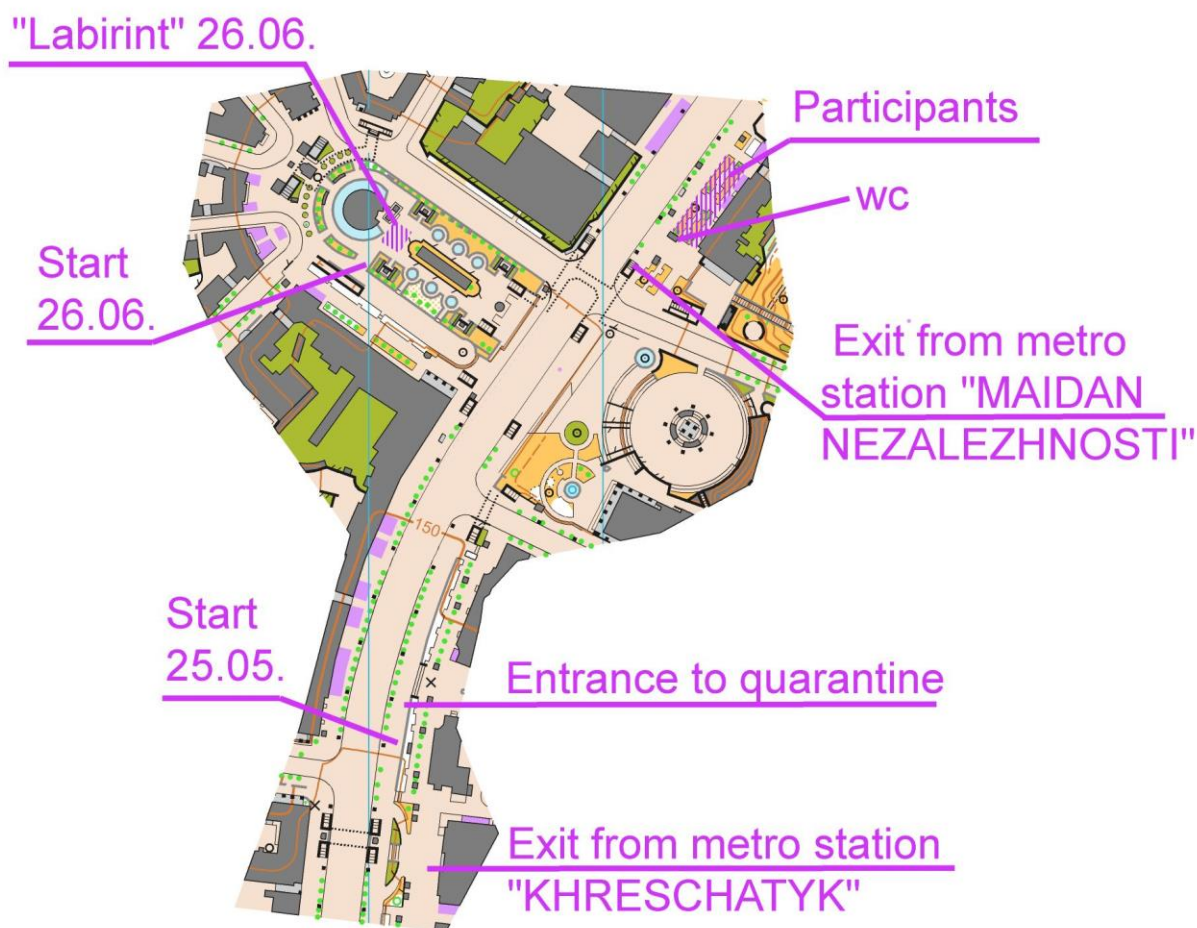 "Labirint" 26.06.
Participants
wc
Start
26.06.
Exit from metro
station "MAIDAN
NEZALEZHNOSTI"
150
Start
25.05.
Entrance to quarantine
Exit from metro station
"KHRESCHATYK"